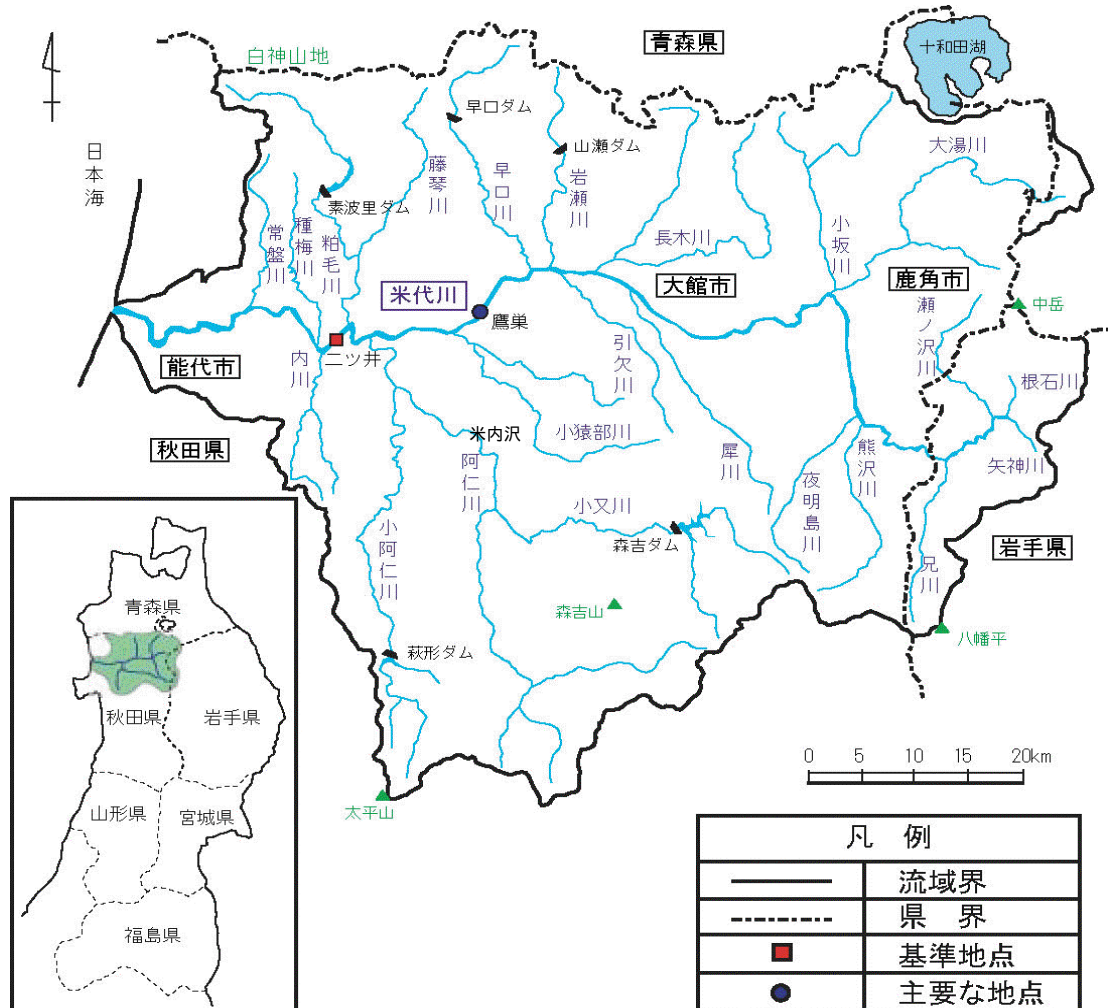 青森県
十和田湖
白神山地
早口ダム
山瀬ダム
大湯川
日本海
藤琴川
早口川
岩瀬川
素波里ダム
常盤川
種梅川
粕毛川
長木川
小坂川
米代川
大館市
鹿角市
瀬ノ沢川
中岳
鷹巣
二ツ井
能代市
内川
引欠川
根石川
秋田県
米内沢
小猿部川
犀川
熊沢川
夜明島川
矢神川
阿仁川
小阿仁川
小又川
森吉ダム
岩手県
兄川
森吉山
八幡平
萩形ダム
太平山
0 5 10 15 20km
青森県
秋田県
岩手県
山形県
宮城県
福島県
凡 例
流域界
県 界
基準地点
主要な地点